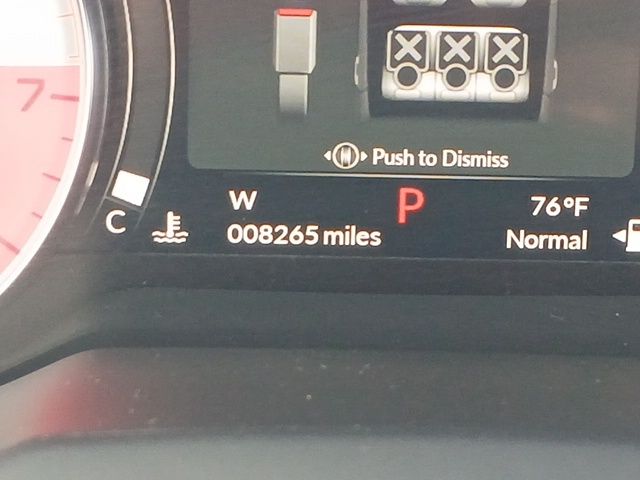 7
Push to Dismiss
W
P
76°F
C
008265 miles
Normal